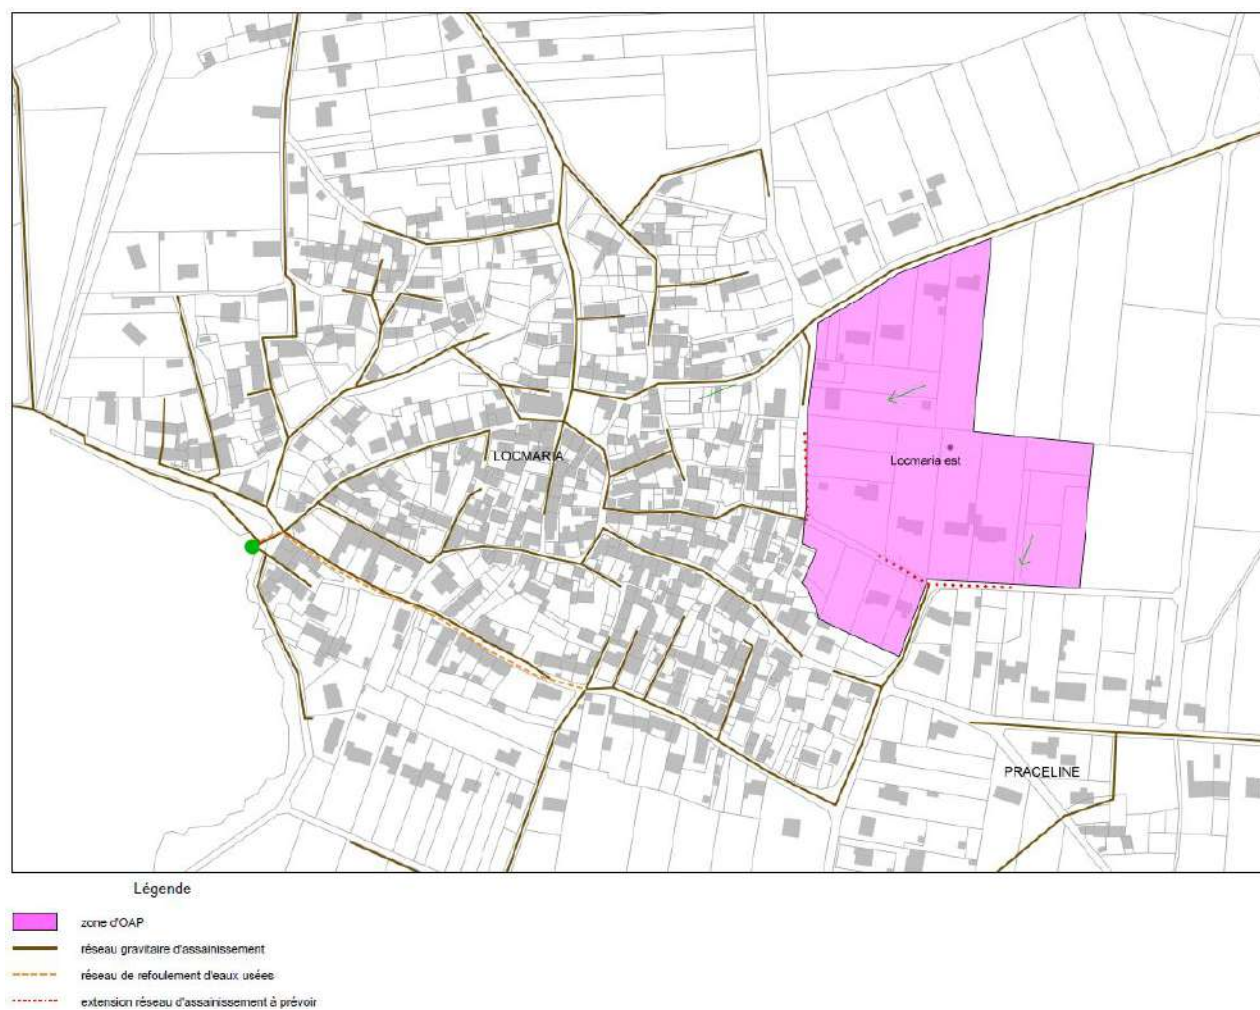 LOCMARIA
Locmaria est
PRACELINE
Légende
zone d'OAP
réseau gravitaire d'assainissement
réseau de refoulement d'eaux usées
extension réseau d'assainissement à prévoir